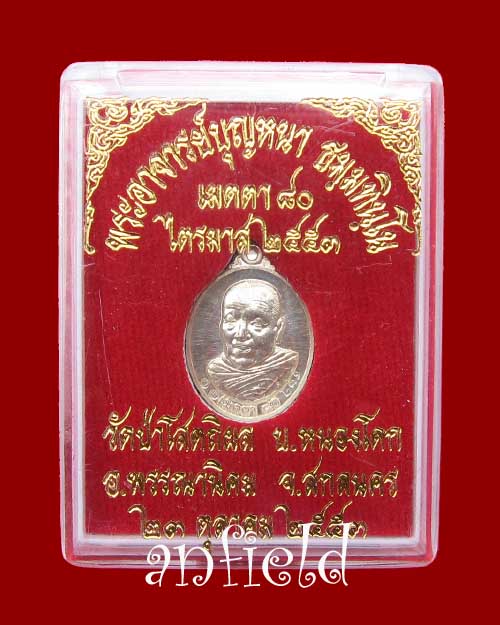 พระอาจารย์บุญหนา ธมฺมทินฺโน
เมตตา ๘๐
ไตรมาส ๒๕๕๓
วัดป่าโสตถิผล บ.หนองโดก
อ.พรรณานิคม จ.สกลนคร
๒๓ ตุลาคม ๒๕๕๓
anfield